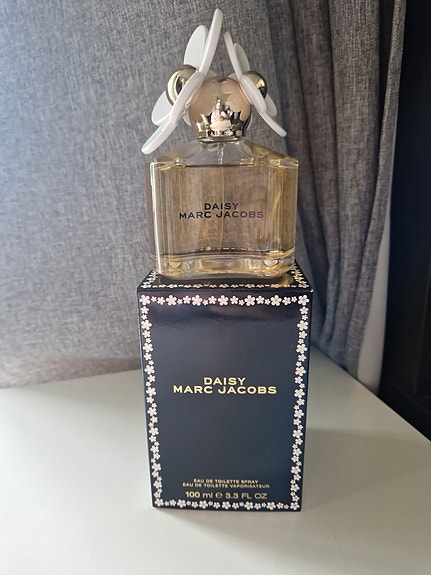 DAISY
MARC JACOBS
DAISY
MARC JACOBS
EAU DE TOILETTE SPRAY
EAU DE TOILETTE VAPORISATEUR
100 ml ℮ 3.3 FL OZ